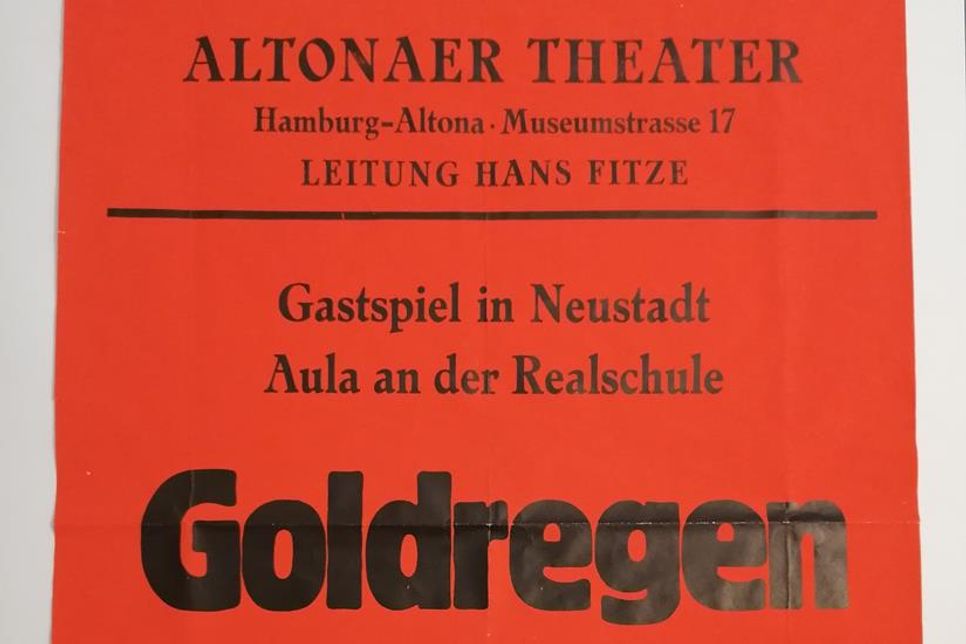 ALTONAER THEATER
Hamburg-Altona · Museumstrasse 17
LEITUNG HANS FITZE
Gastspiel in Neustadt
Aula an der Realschule
Goldregen